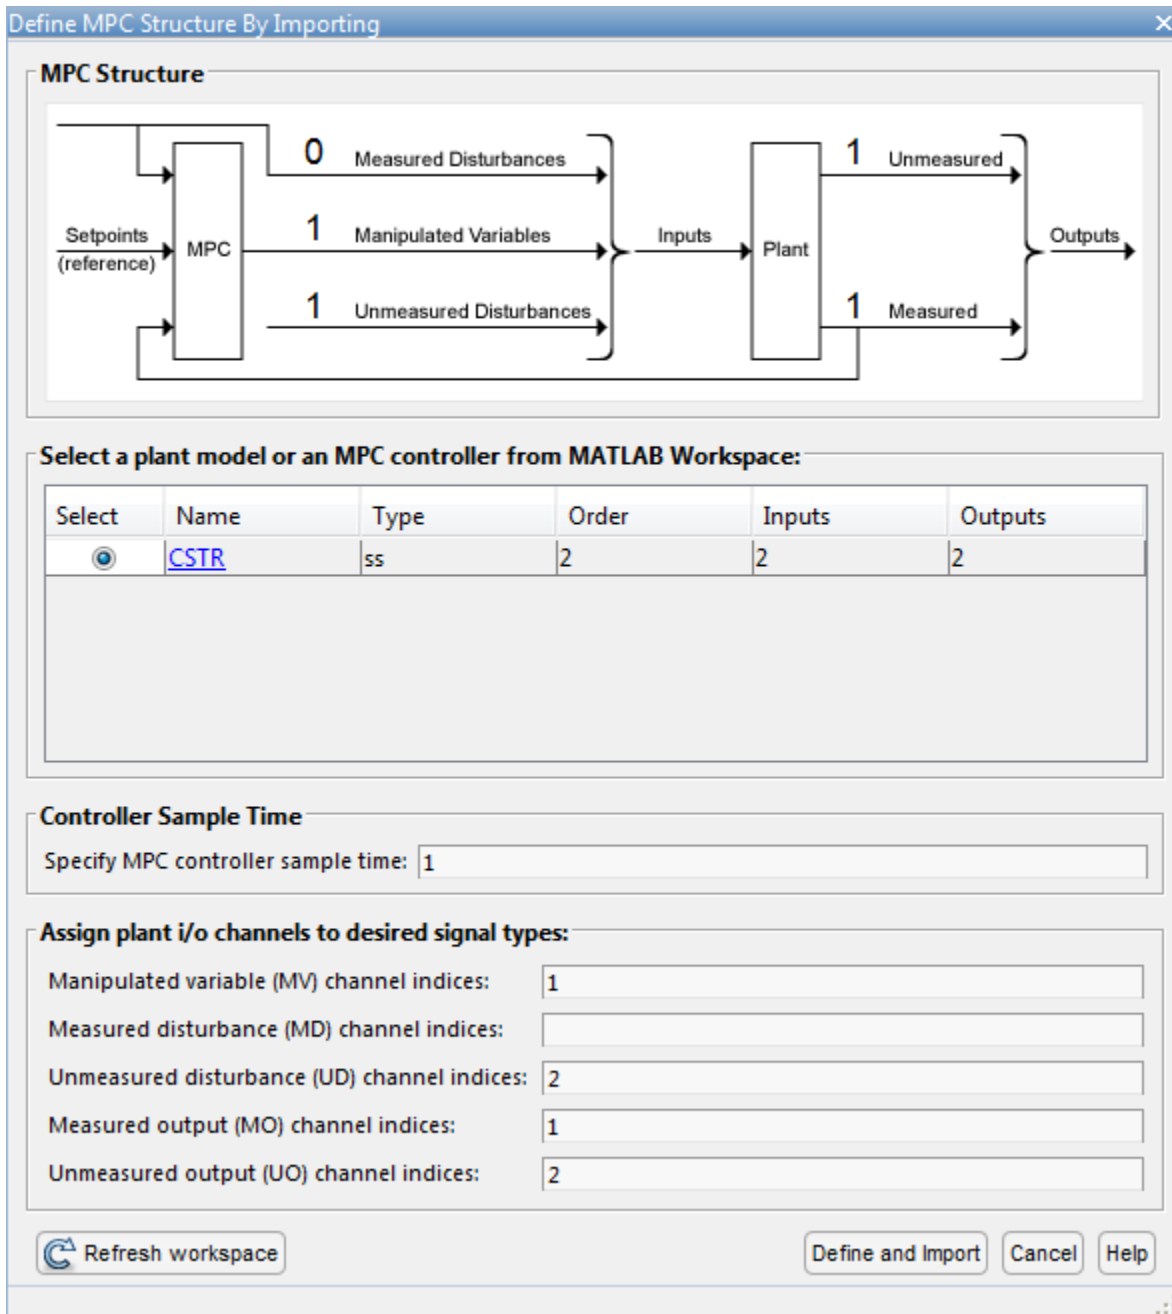 Define MPC Structure By Importing
MPC Structure
0 Measured Disturbances
1 Unmeasured
Setpoints
(reference)
MPC
1 Manipulated Variables
Inputs
Plant
Outputs
1 Unmeasured Disturbances
1 Measured
Select a plant model or an MPC controller from MATLAB Workspace:
Select Name Type Order Inputs Outputs
CSTR ss 2 2 2
Controller Sample Time
Specify MPC controller sample time: 1
Assign plant i/o channels to desired signal types:
Manipulated variable (MV) channel indices: 1
Measured disturbance (MD) channel indices:
Unmeasured disturbance (UD) channel indices: 2
Measured output (MO) channel indices: 1
Unmeasured output (UO) channel indices: 2
Refresh workspace Define and Import Cancel Help